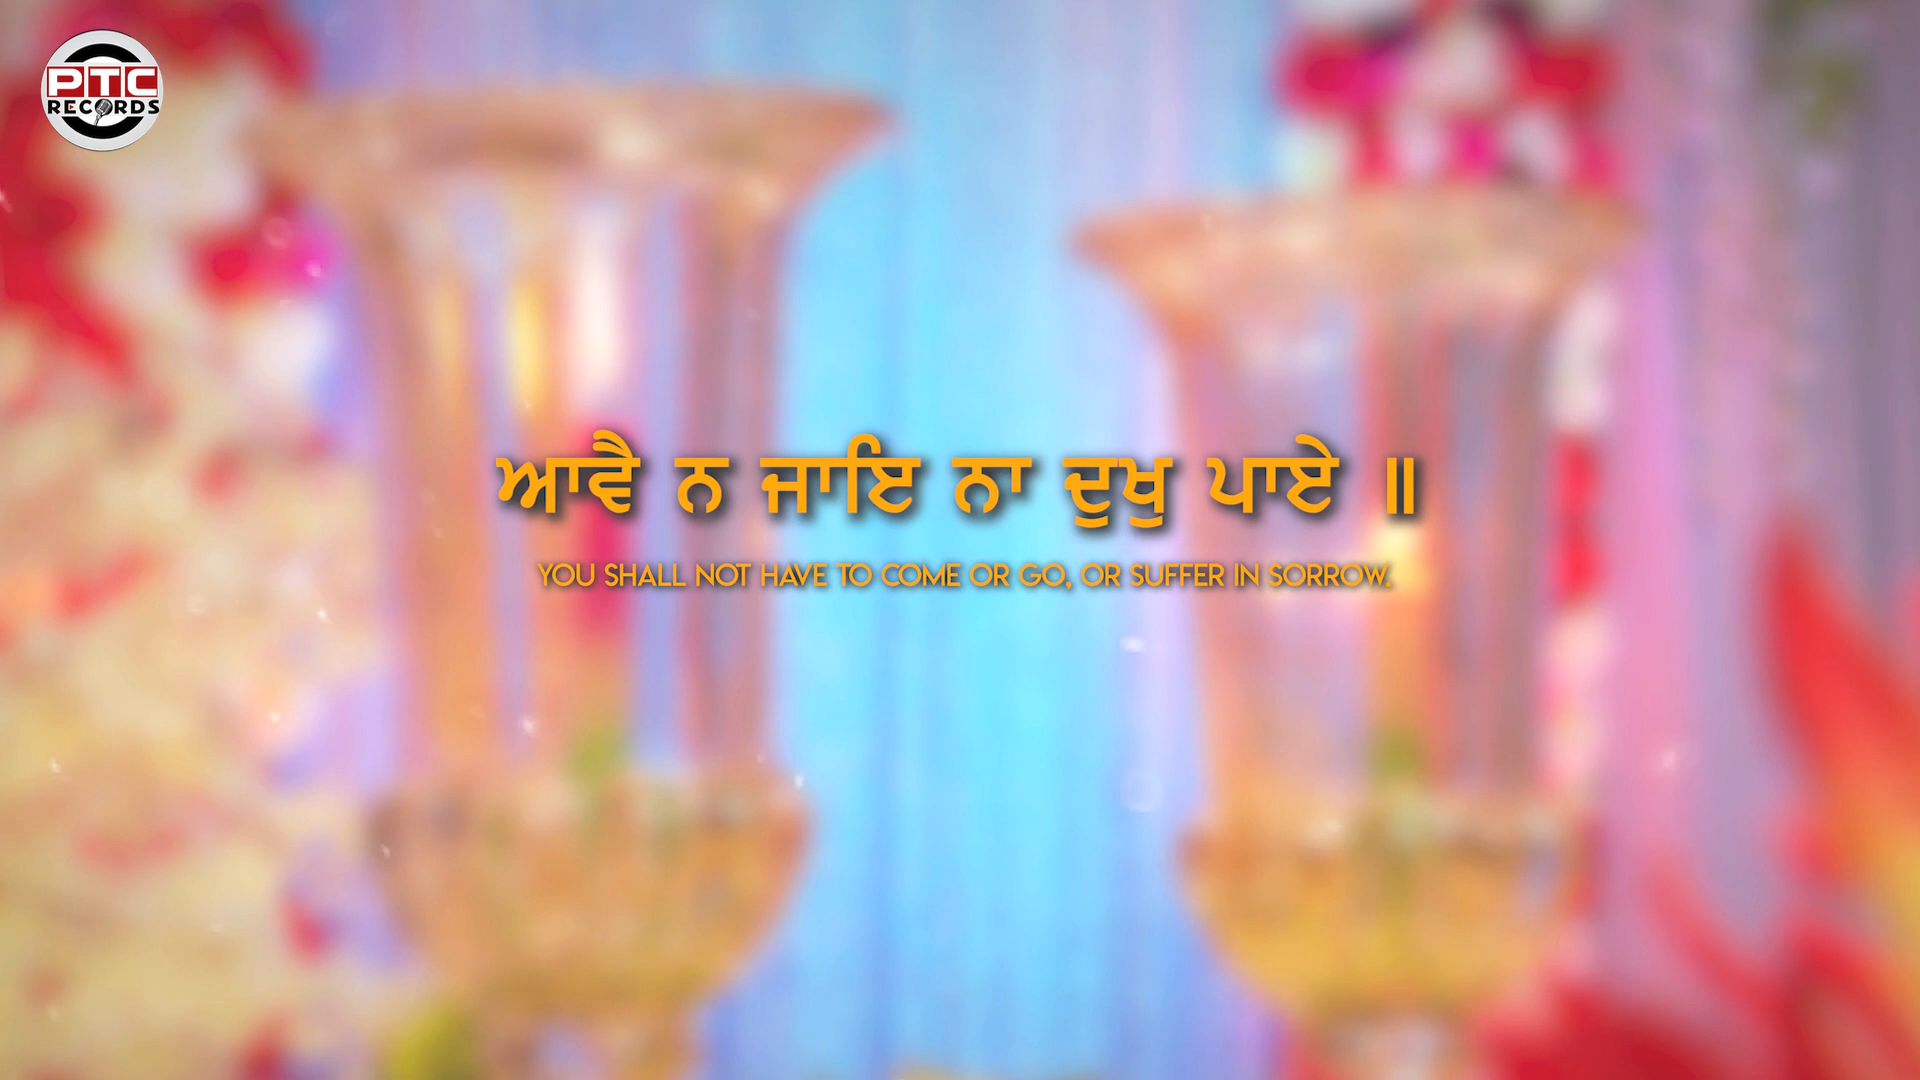 PTC
RECORDS
ਆਵੈ ਨ ਜਾਇ ਨਾ ਦੁਖੁ ਪਾਏ ॥
YOU SHALL NOT HAVE TO COME OR GO, OR SUFFER IN SORROW.